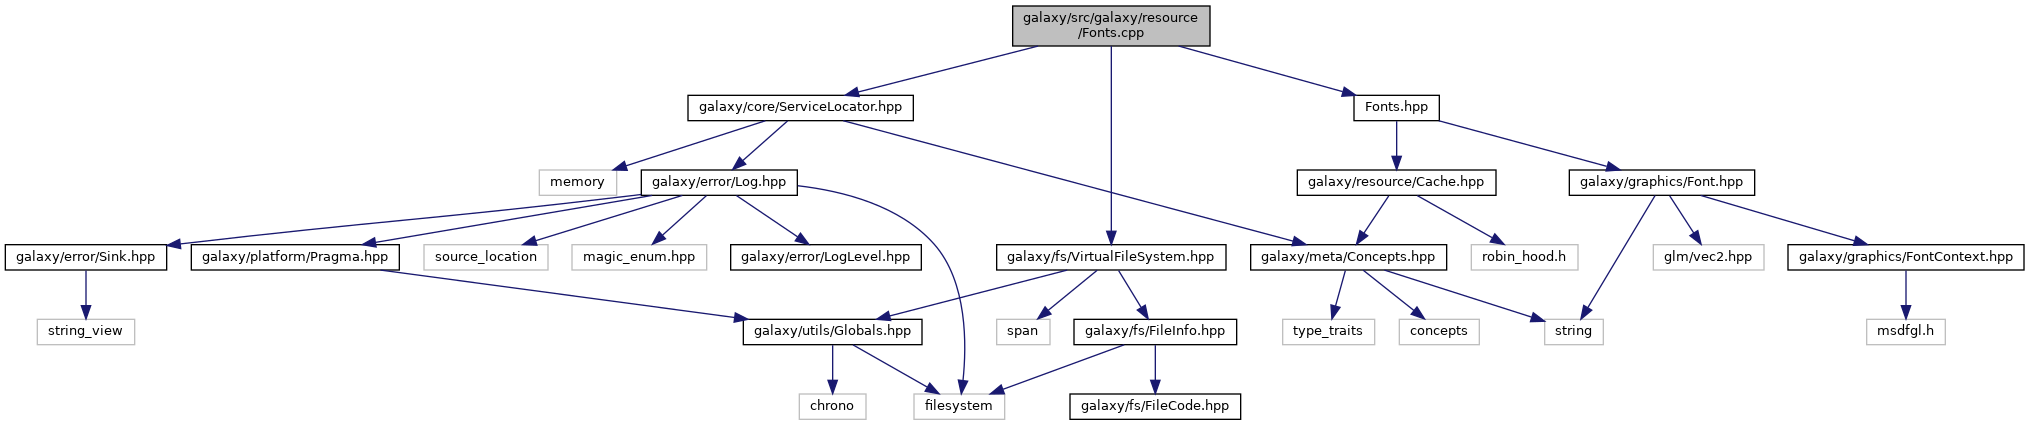 galaxy/src/galaxy/resource
/Fonts.cpp
galaxy/core/ServiceLocator.hpp
Fonts.hpp
memory
galaxy/error/Log.hpp
galaxy/resource/Cache.hpp
galaxy/graphics/Font.hpp
galaxy/error/Sink.hpp
galaxy/platform/Pragma.hpp
source_location
magic_enum.hpp
galaxy/error/LogLevel.hpp
galaxy/fs/VirtualFileSystem.hpp
galaxy/meta/Concepts.hpp
robin_hood.h
glm/vec2.hpp
galaxy/graphics/FontContext.hpp
string_view
galaxy/utils/Globals.hpp
span
galaxy/fs/FileInfo.hpp
type_traits
concepts
string
msdfgl.h
chrono
filesystem
galaxy/fs/FileCode.hpp